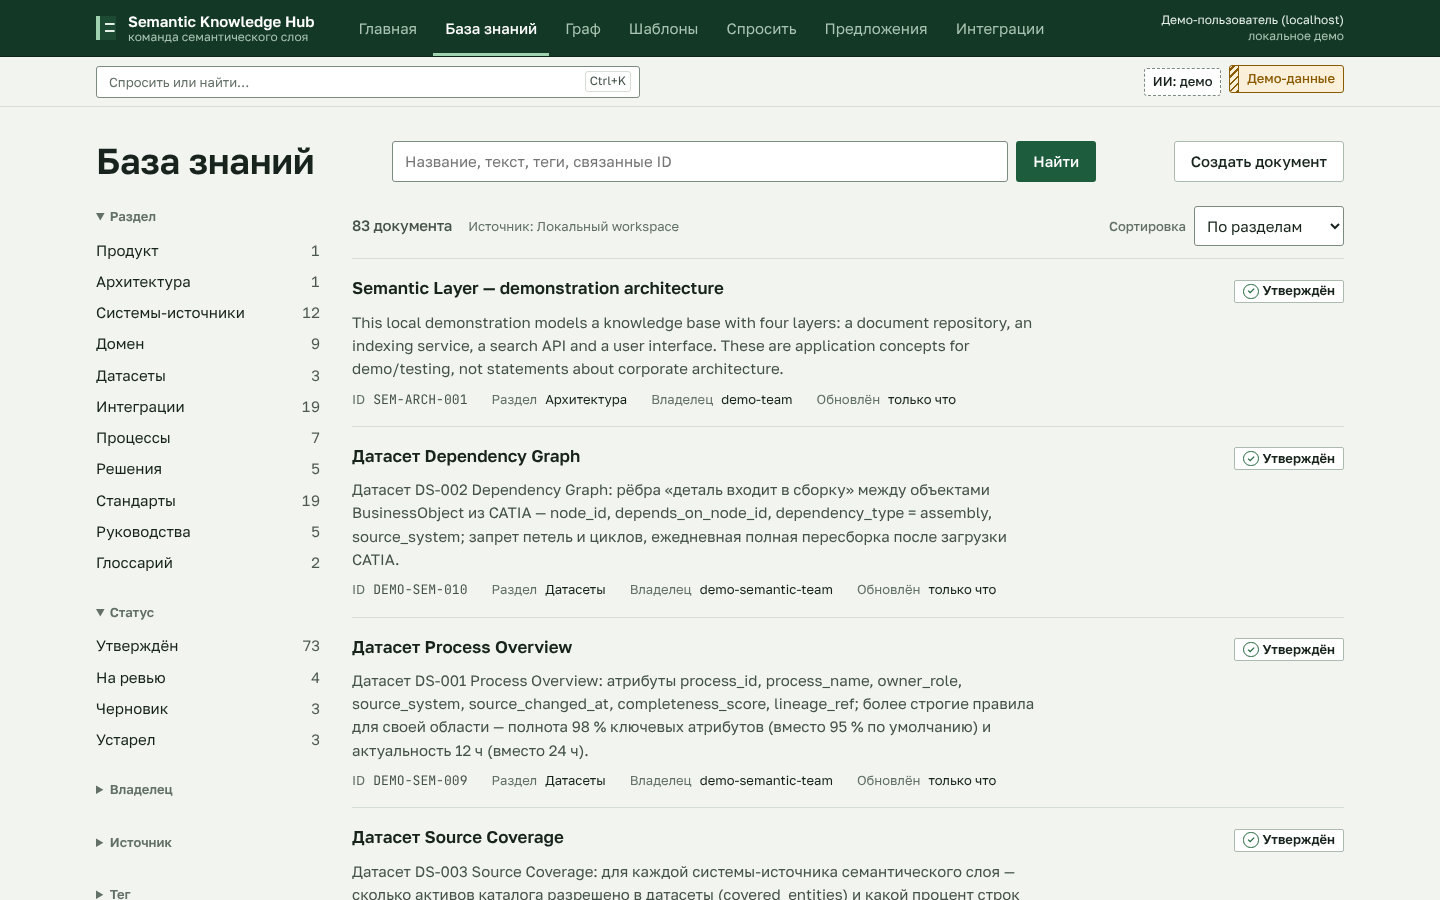 Semantic Knowledge Hub
команда семантического слоя
Главная
База знаний
Граф
Шаблоны
Спросить
Предложения
Интеграции
Демо-пользователь (localhost)
локальное демо
Спросить или найти...
Ctrl+K
ИИ: демо
Демо-данные
База знаний
Название, текст, теги, связанные ID
Найти
Создать документ
Раздел
Продукт 1
Архитектура 1
Системы-источники 12
Домен 9
Датасеты 3
Интеграции 19
Процессы 7
Решения 5
Стандарты 19
Руководства 5
Глоссарий 2
Статус
Утверждён 73
На ревью 4
Черновик 3
Устарел 3
Владелец
Источник
Тег
83 документа
Источник: Локальный workspace
Сортировка
По разделам
Semantic Layer — demonstration architecture
Утверждён
This local demonstration models a knowledge base with four layers: a document repository, an
indexing service, a search API and a user interface. These are application concepts for
demo/testing, not statements about corporate architecture.
ID SEM-ARCH-001 Раздел Архитектура Владелец demo-team Обновлён только что
Датасет Dependency Graph
Утверждён
Датасет DS-002 Dependency Graph: рёбра «деталь входит в сборку» между объектами
BusinessObject из CATIA — node_id, depends_on_node_id, dependency_type = assembly,
source_system; запрет петель и циклов, ежедневная полная пересборка после загрузки
CATIA.
ID DEMO-SEM-010 Раздел Датасеты Владелец demo-semantic-team Обновлён только что
Датасет Process Overview
Утверждён
Датасет DS-001 Process Overview: атрибуты process_id, process_name, owner_role,
source_system, source_changed_at, completeness_score, lineage_ref; более строгие правила
для своей области — полнота 98 % ключевых атрибутов (вместо 95 % по умолчанию) и
актуальность 12 ч (вместо 24 ч).
ID DEMO-SEM-009 Раздел Датасеты Владелец demo-semantic-team Обновлён только что
Датасет Source Coverage
Утверждён
Датасет DS-003 Source Coverage: для каждой системы-источника семантического слоя —
сколько активов каталога разрешено в датасеты (covered_entities) и какой процент строк